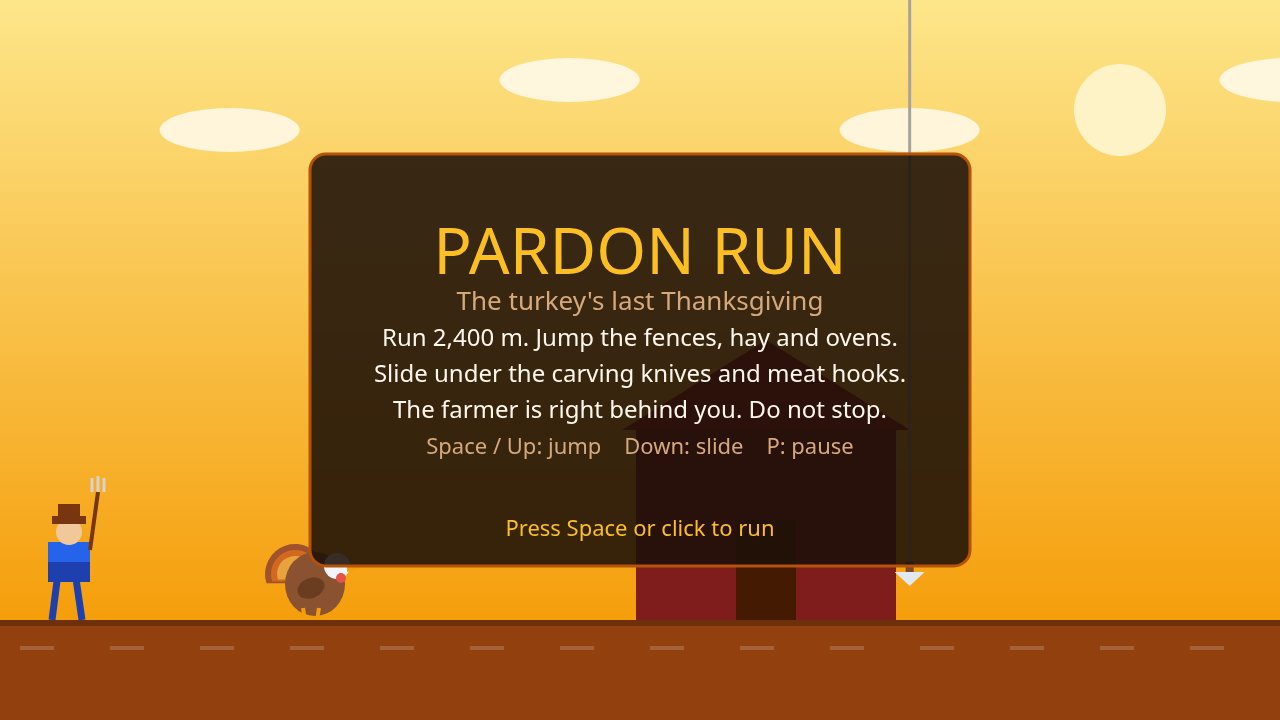 PARDON RUN
The turkey's last Thanksgiving
Run 2,400 m. Jump the fences, hay and ovens.
Slide under the carving knives and meat hooks.
The farmer is right behind you. Do not stop.
Space / Up: jump    Down: slide    P: pause
Press Space or click to run